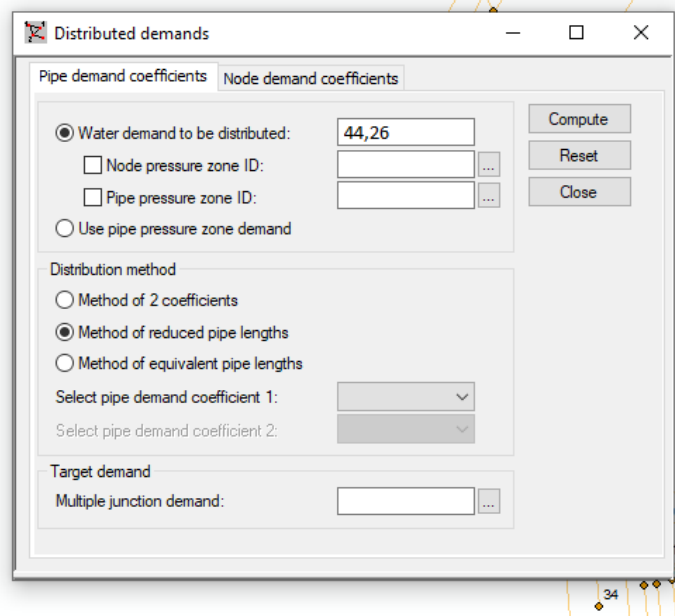 Distributed demands
Pipe demand coefficients Node demand coefficients
Water demand to be distributed: 44,26 Compute
Node pressure zone ID: ... Reset
Pipe pressure zone ID: ... Close
Use pipe pressure zone demand
Distribution method
Method of 2 coefficients
Method of reduced pipe lengths
Method of equivalent pipe lengths
Select pipe demand coefficient 1:
Select pipe demand coefficient 2:
Target demand
Multiple junction demand: ...
34